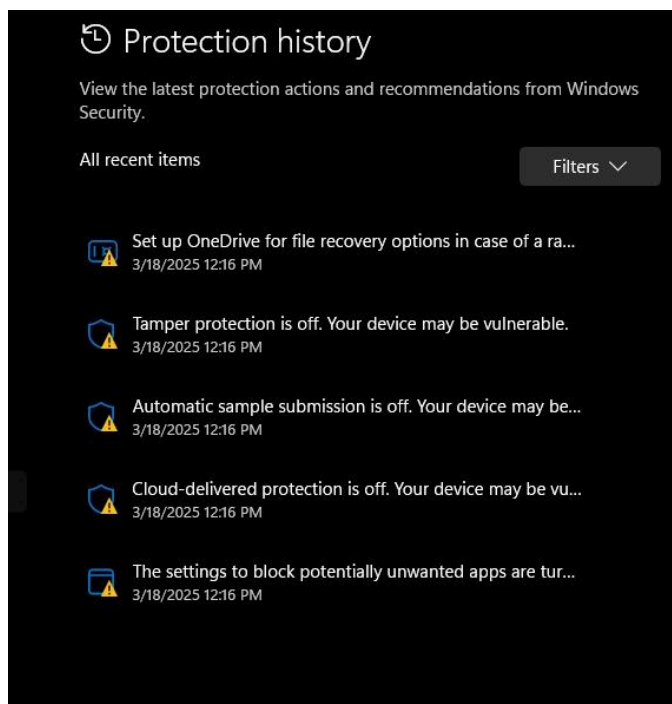 Protection history
View the latest protection actions and recommendations from Windows
Security.
All recent items
Filters
Set up OneDrive for file recovery options in case of a ra...
3/18/2025 12:16 PM
Tamper protection is off. Your device may be vulnerable.
3/18/2025 12:16 PM
Automatic sample submission is off. Your device may be...
3/18/2025 12:16 PM
Cloud-delivered protection is off. Your device may be vu...
3/18/2025 12:16 PM
The settings to block potentially unwanted apps are tur...
3/18/2025 12:16 PM